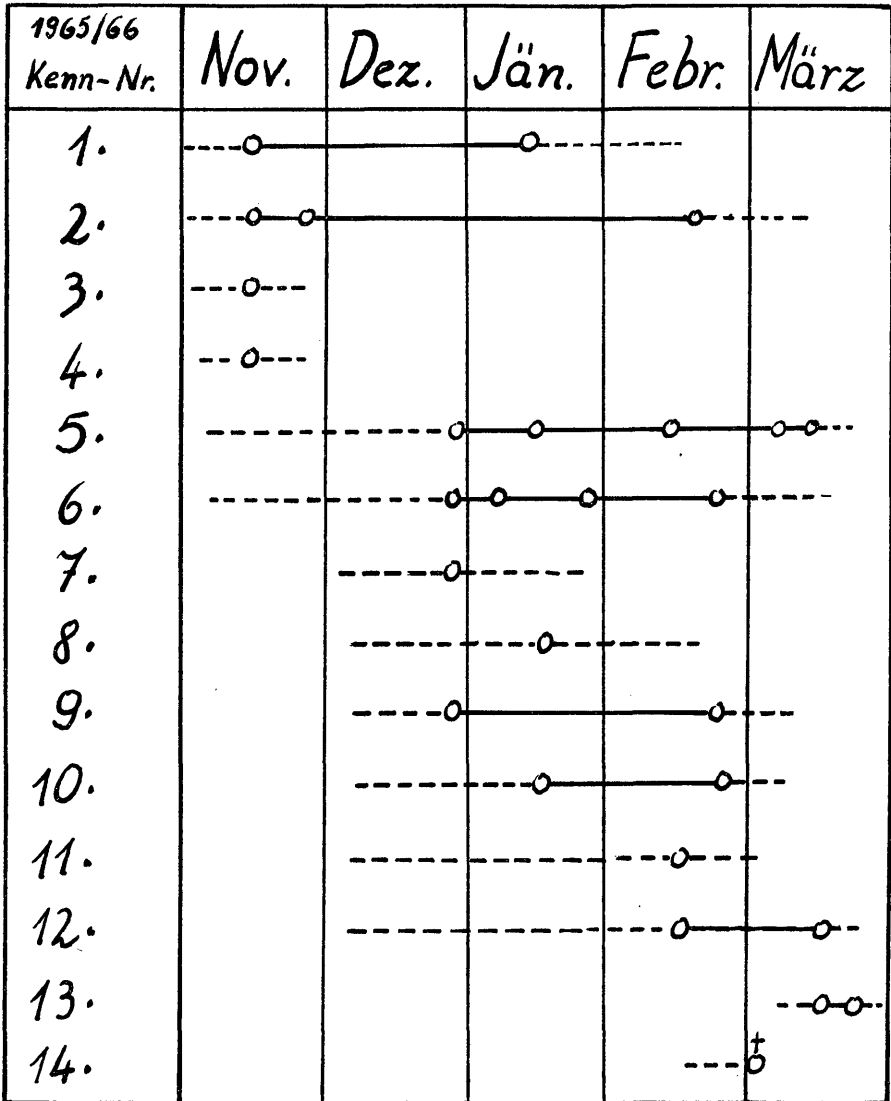 1965/66
Kenn-Nr.
Nov.
Dez.
Jän.
Febr.
März
1.
2.
3.
4.
5.
6.
7.
8.
9.
10.
11.
12.
13.
14.
†